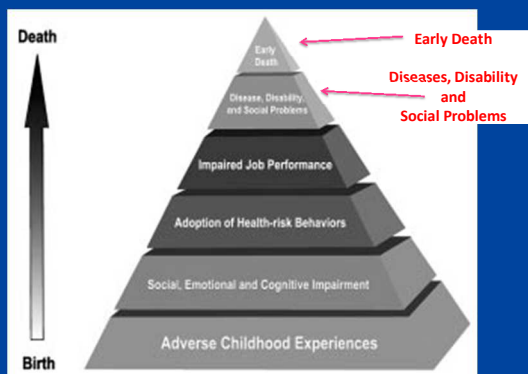 Death
Early
Death
Early Death
Disease, Disability,
and Social Problems
Diseases, Disability
and
Social Problems
Impaired Job Performance
Adoption of Health-risk Behaviors
Social, Emotional and Cognitive Impairment
Adverse Childhood Experiences
Birth